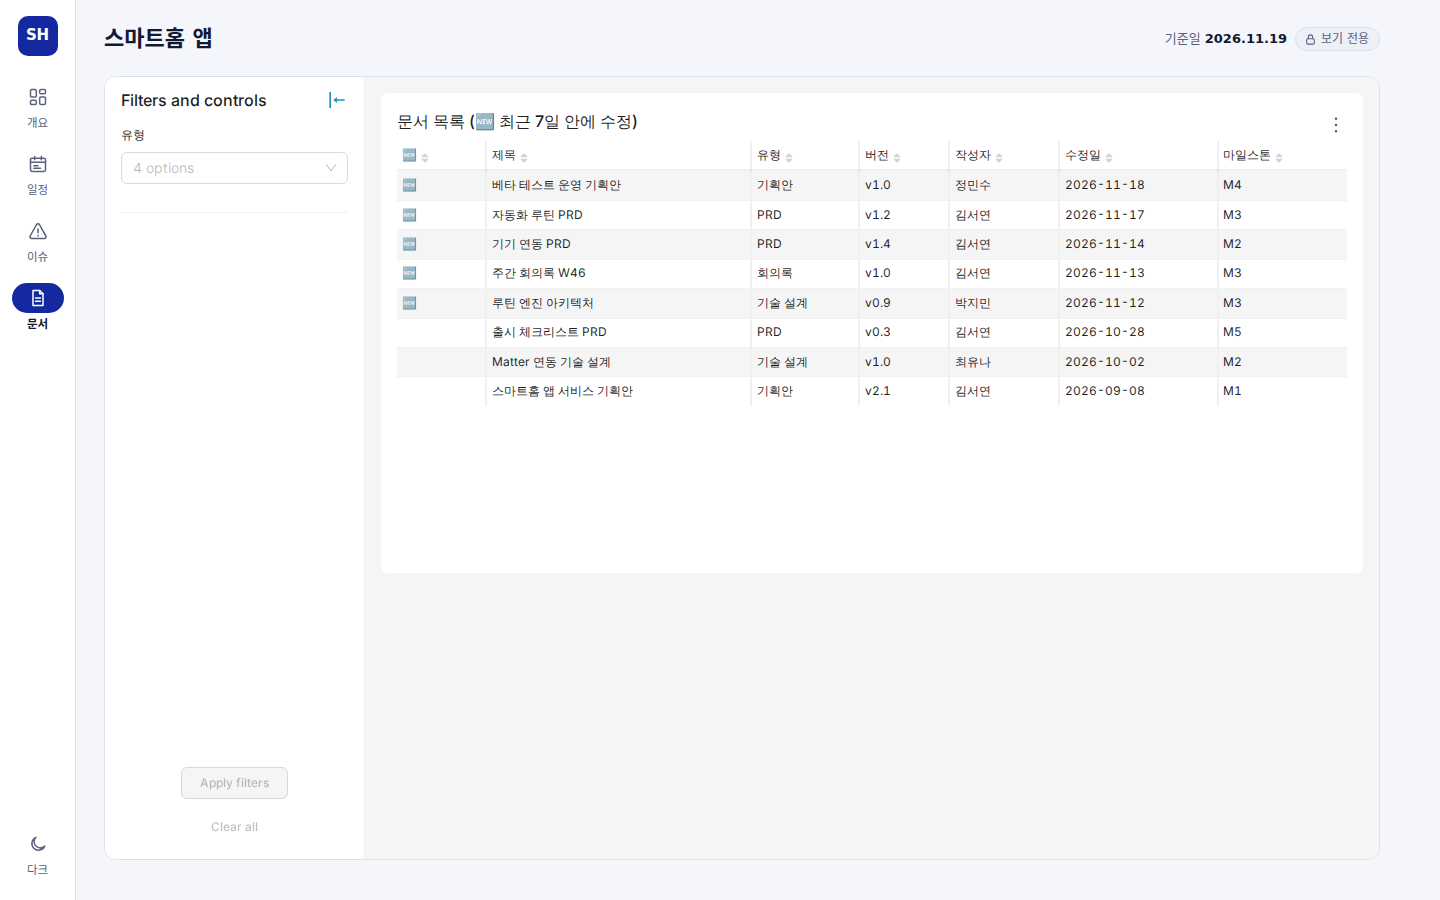 SH
개요
일정
이슈
문서
다크
스마트홈 앱
기준일 2026.11.19 보기 전용
Filters and controls
유형
4 options
Apply filters
Clear all
문서 목록 (🆕 최근 7일 안에 수정)
🆕 제목 유형 버전 작성자 수정일 마일스톤
🆕 베타 테스트 운영 기획안 기획안 v1.0 정민수 2026-11-18 M4
🆕 자동화 루틴 PRD PRD v1.2 김서연 2026-11-17 M3
🆕 기기 연동 PRD PRD v1.4 김서연 2026-11-14 M2
🆕 주간 회의록 W46 회의록 v1.0 김서연 2026-11-13 M3
🆕 루틴 엔진 아키텍처 기술 설계 v0.9 박지민 2026-11-12 M3
출시 체크리스트 PRD PRD v0.3 김서연 2026-10-28 M5
Matter 연동 기술 설계 기술 설계 v1.0 최유나 2026-10-02 M2
스마트홈 앱 서비스 기획안 기획안 v2.1 김서연 2026-09-08 M1